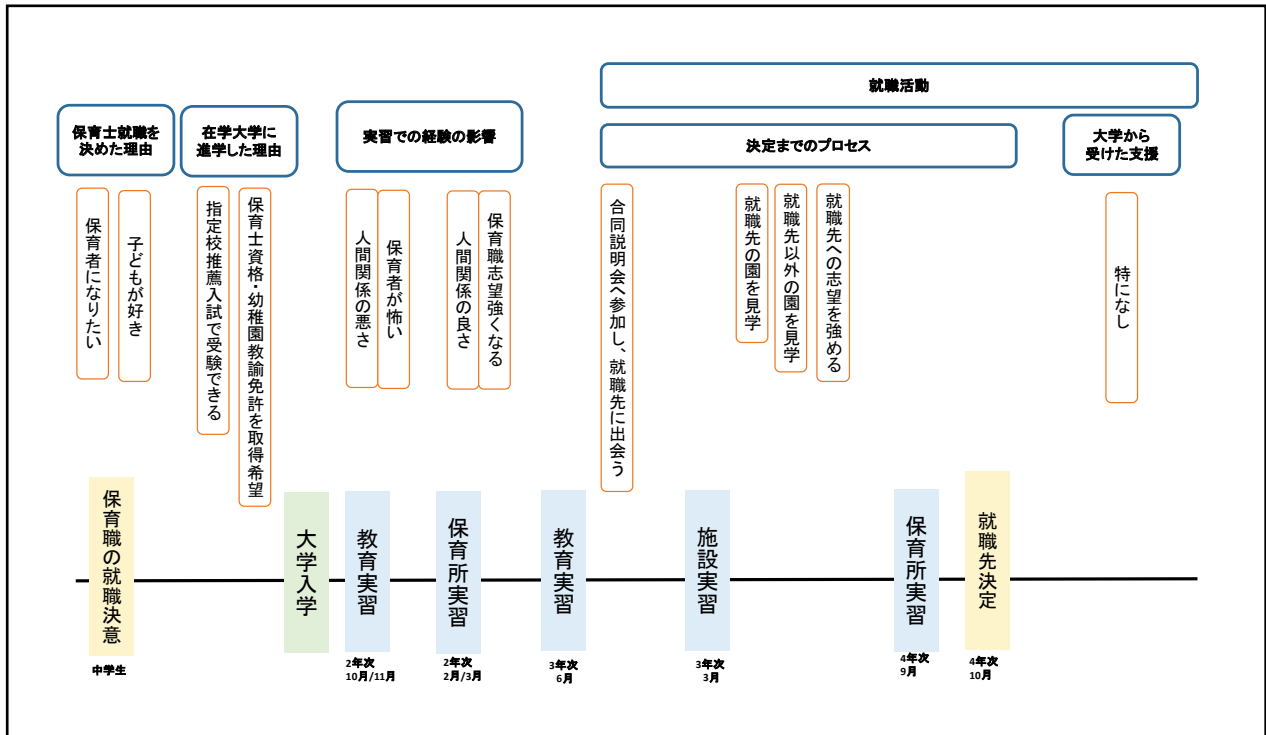 就職活動
保育士就職を
決めた理由
在学大学に
進学した理由
実習での経験の影響
決定までのプロセス
大学から
受けた支援
保育者になりたい
子どもが好き
指定校推薦入試で受験できる
保育士資格・幼稚園教諭免許を取得希望
人間関係の悪さ
保育者が怖い
人間関係の良さ
保育職志望強くなる
合同説明会へ参加し、就職先に出会う
就職先の園を見学
就職先以外の園を見学
就職先への志望を強める
特になし
保育職の就職決意
大学入学
教育実習
保育所実習
教育実習
施設実習
保育所実習
就職先決定
中学生
2年次
10月/11月
2年次
2月/3月
3年次
6月
3年次
3月
4年次
9月
4年次
10月